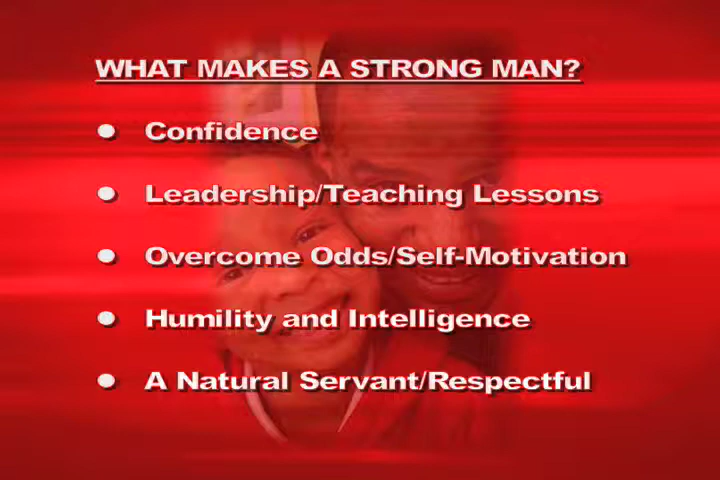 WHAT MAKES A STRONG MAN?
• Confidence
• Leadership/Teaching Lessons
• Overcome Odds/Self-Motivation
• Humility and Intelligence
• A Natural Servant/Respectful